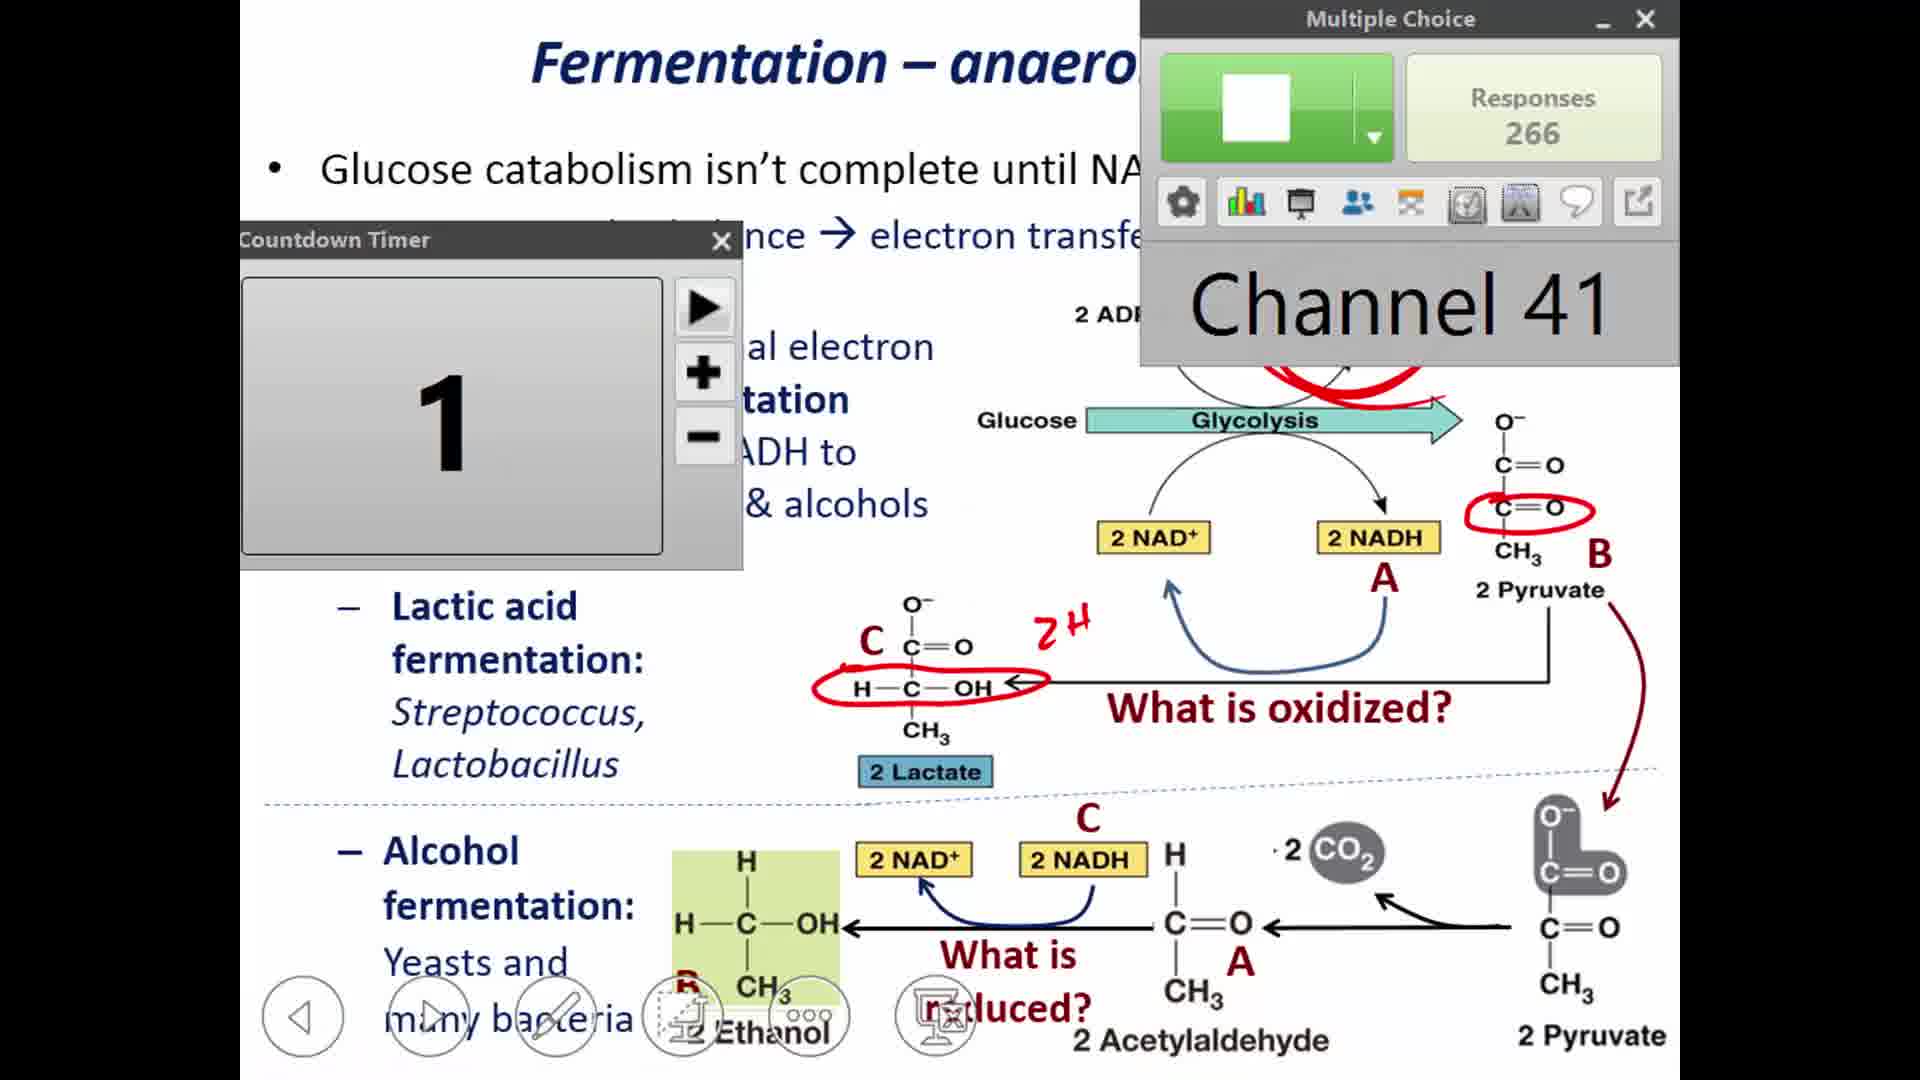 Fermentation – anaero
Multiple Choice
Responses
266
Channel 41
• Glucose catabolism isn’t complete until NA
nce → electron transfe
Countdown Timer
1
al electron
tation
ADH to
& alcohols
2 ADP
Glucose
Glycolysis
2 NAD⁺
2 NADH
A
O⁻
C=O
C=O
CH₃
B
2 Pyruvate
– Lactic acid
fermentation:
Streptococcus,
Lactobacillus
O⁻
C
C=O
H—C—OH
CH₃
2 Lactate
2H
What is oxidized?
– Alcohol
fermentation:
Yeasts and
many bacteria
H
H—C—OH
B
CH₃
2 Ethanol
2 NAD⁺
C
2 NADH
What is
reduced?
H
C=O
A
CH₃
2 Acetylaldehyde
2 CO₂
O⁻
C=O
C=O
CH₃
2 Pyruvate